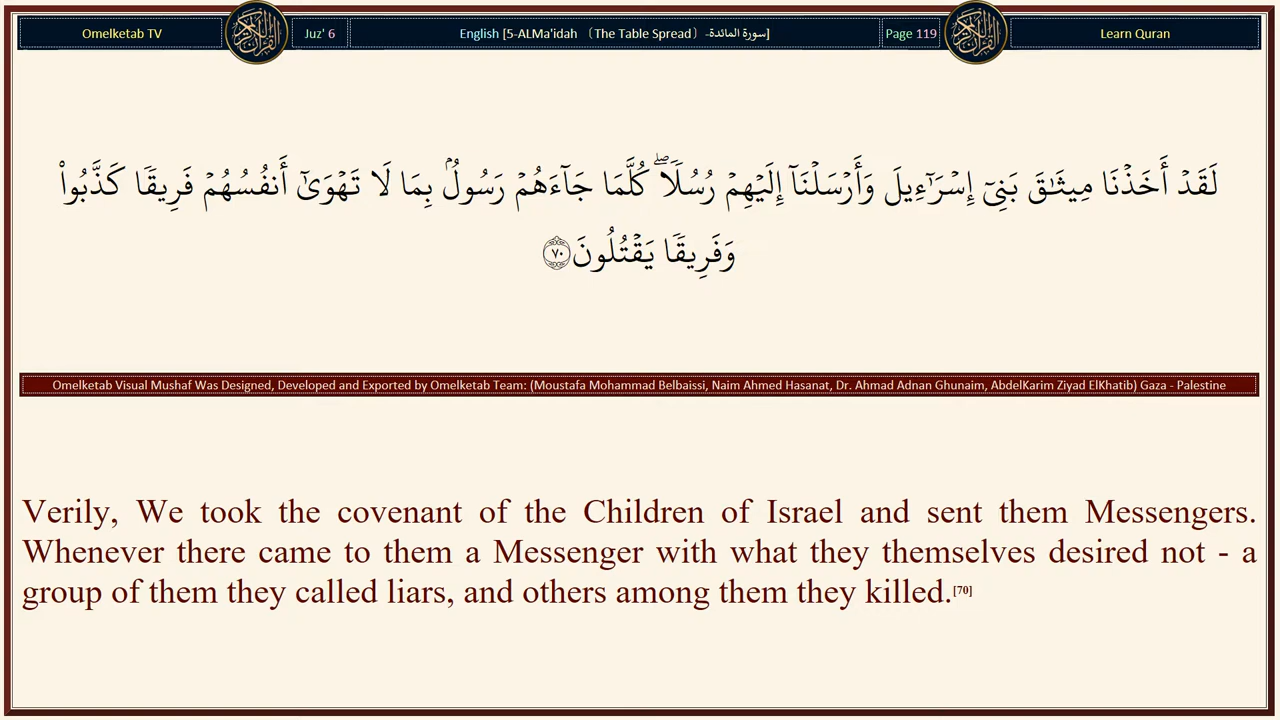 Omelketab TV
Juz' 6
English [5-ALMa'idah (The Table Spread) -سورة المائدة]
Page 119
Learn Quran
لَقَدۡ أَخَذۡنَا مِيثَٰقَ بَنِيٓ إِسۡرَٰٓءِيلَ وَأَرۡسَلۡنَآ إِلَيۡهِمۡ رُسُلٗاۖ كُلَّمَا جَآءَهُمۡ رَسُولُۢ بِمَا لَا تَهۡوَىٰٓ أَنفُسُهُمۡ فَرِيقٗا كَذَّبُواْ
وَفَرِيقٗا يَقۡتُلُونَ ٧٠
Omelketab Visual Mushaf Was Designed, Developed and Exported by Omelketab Team: (Moustafa Mohammad Belbaissi, Naim Ahmed Hasanat, Dr. Ahmad Adnan Ghunaim, AbdelKarim Ziyad ElKhatib) Gaza - Palestine
Verily, We took the covenant of the Children of Israel and sent them Messengers.
Whenever there came to them a Messenger with what they themselves desired not - a
group of them they called liars, and others among them they killed.[70]